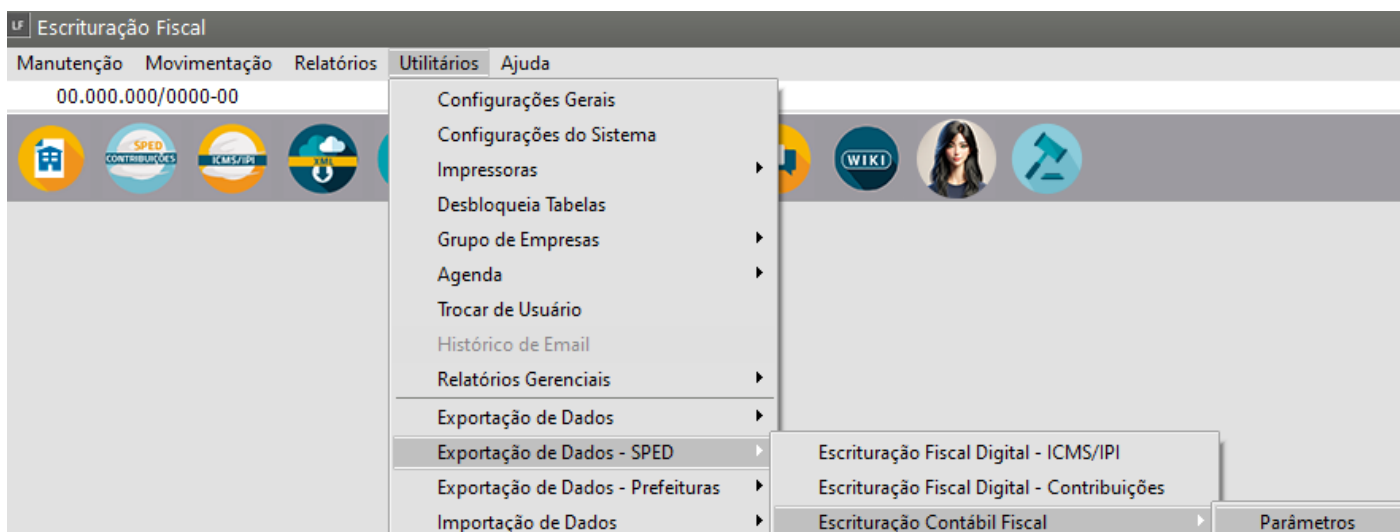 LF Escrituração Fiscal
Manutenção Movimentação Relatórios Utilitários Ajuda
00.000.000/0000-00
SPED
CONTRIBUIÇÕES
ICMS/IPI
XML
WIKI
Configurações Gerais
Configurações do Sistema
Impressoras
Desbloqueia Tabelas
Grupo de Empresas
Agenda
Trocar de Usuário
Histórico de Email
Relatórios Gerenciais
Exportação de Dados
Exportação de Dados - SPED
Exportação de Dados - Prefeituras
Importação de Dados
Escrituração Fiscal Digital - ICMS/IPI
Escrituração Fiscal Digital - Contribuições
Escrituração Contábil Fiscal
Parâmetros